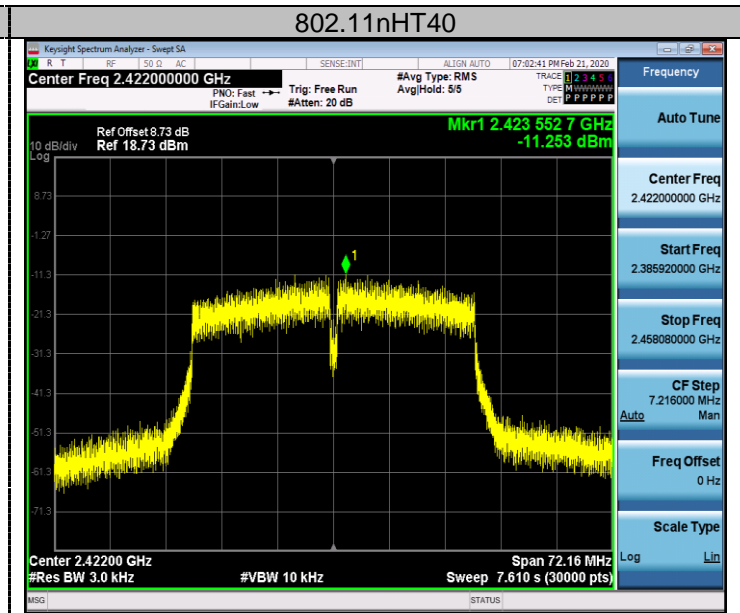 802.11nHT40
Keysight Spectrum Analyzer - Swept SA
LXI R T RF 50 Ω AC SENSE:INT ALIGN AUTO 07:02:41 PM Feb 21, 2020
Center Freq 2.422000000 GHz
PNO: Fast
IFGain:Low
Trig: Free Run
#Atten: 20 dB
#Avg Type: RMS
Avg|Hold: 5/5
TRACE 1 2 3 4 5 6
TYPE M WWWWW
DET P P P P P P
Ref Offset 8.73 dB
10 dB/div Ref 18.73 dBm
Log
Mkr1 2.423 552 7 GHz
-11.253 dBm
8.73
-1.27
-11.3
-21.3
-31.3
-41.3
-51.3
-61.3
-71.3
1
Center 2.42200 GHz Span 72.16 MHz
#Res BW 3.0 kHz #VBW 10 kHz Sweep 7.610 s (30000 pts)
MSG STATUS
Frequency
Auto Tune
Center Freq
2.422000000 GHz
Start Freq
2.385920000 GHz
Stop Freq
2.458080000 GHz
CF Step
7.216000 MHz
Auto Man
Freq Offset
0 Hz
Scale Type
Log Lin